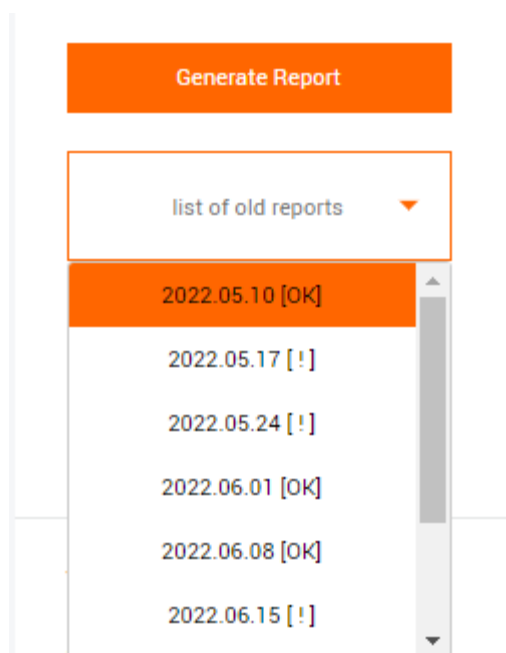 Generate Report
list of old reports
2022.05.10 [OK]
2022.05.17 [ ! ]
2022.05.24 [ ! ]
2022.06.01 [OK]
2022.06.08 [OK]
2022.06.15 [ ! ]